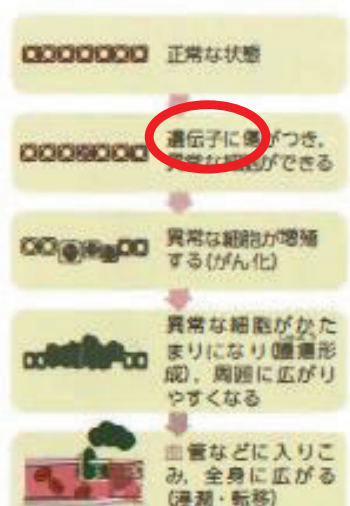 正常な状態
遺伝子に傷がつき,
異常な細胞ができる
異常な細胞が増殖
する(がん化)
異常な細胞がかた
まりになり(腫瘍形
成), 周囲に広がり
やすくなる
血管などに入りこ
み, 全身に広がる
(浸潤・転移)